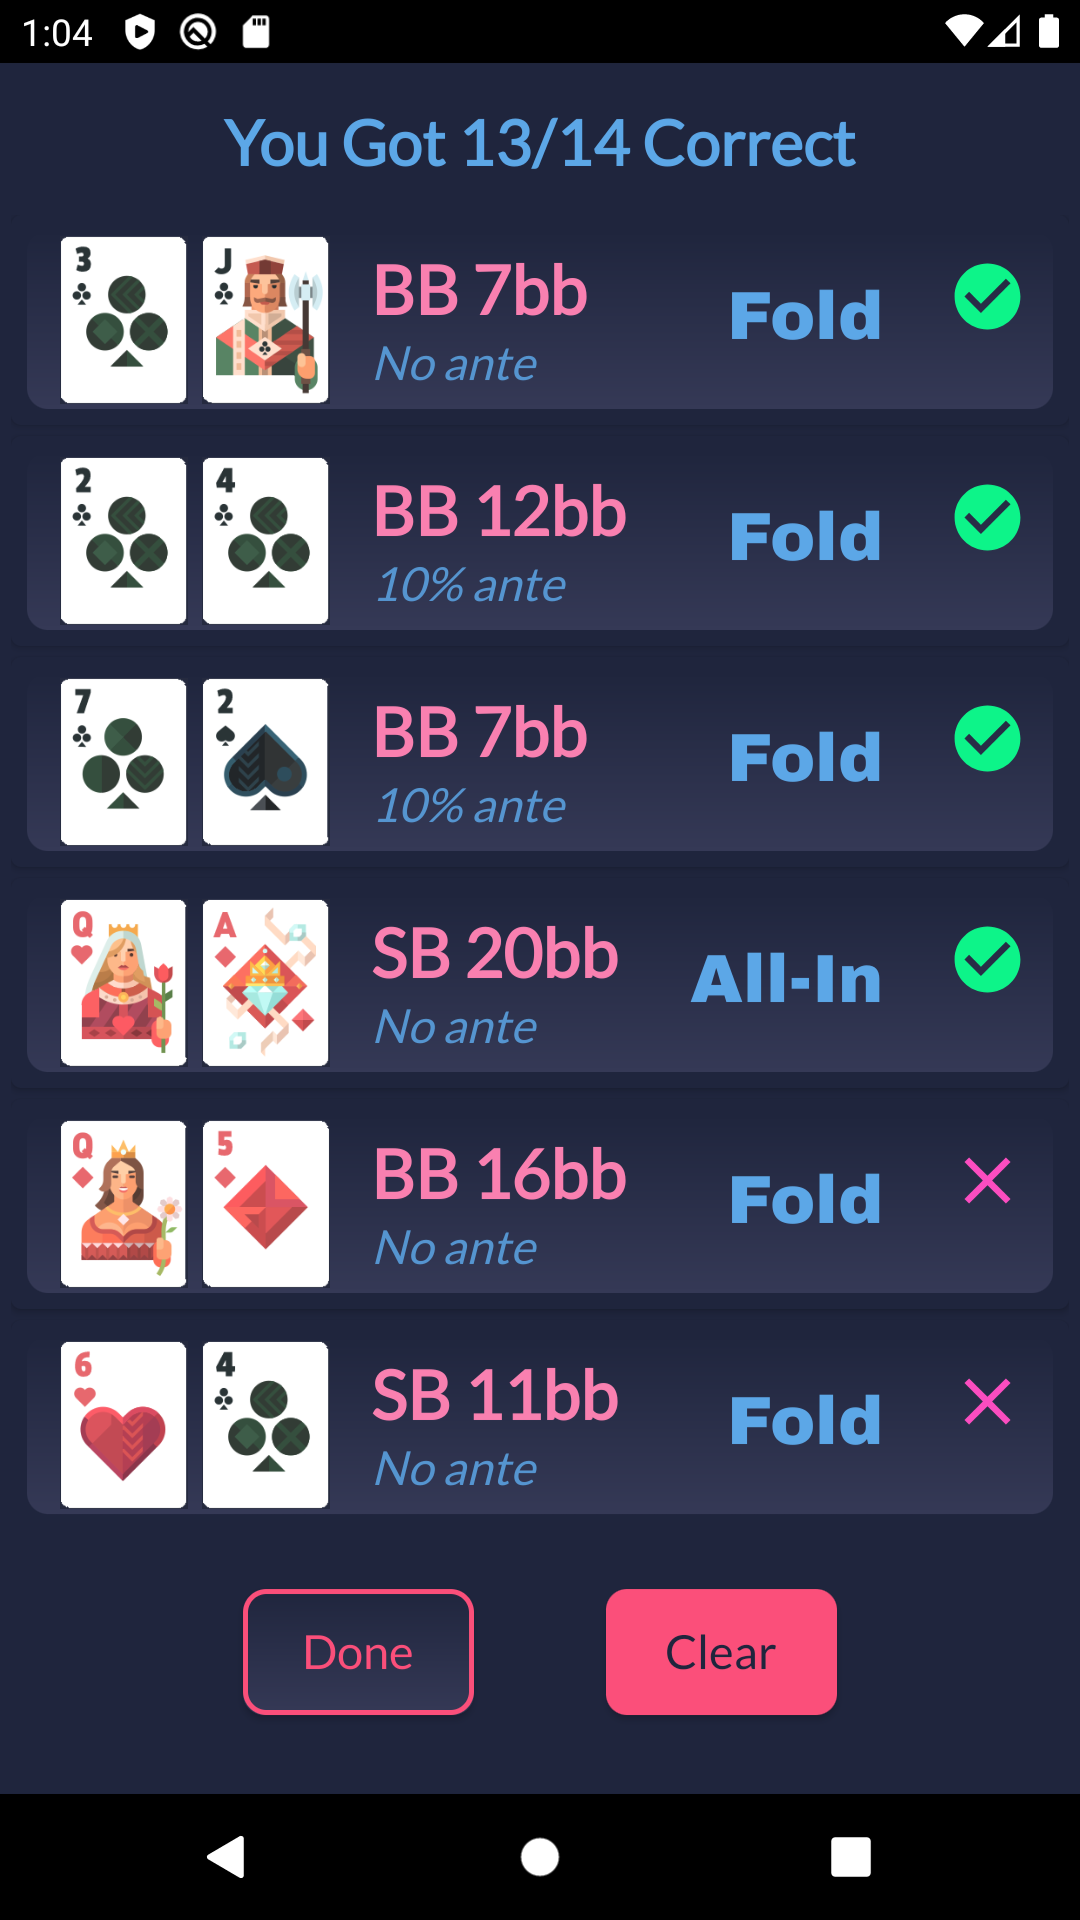 1:04
You Got 13/14 Correct
3 J BB 7bb Fold
No ante
2 4 BB 12bb Fold
10% ante
7 2 BB 7bb Fold
10% ante
Q A SB 20bb All-In
No ante
Q 5 BB 16bb Fold
No ante
6 4 SB 11bb Fold
No ante
Done Clear